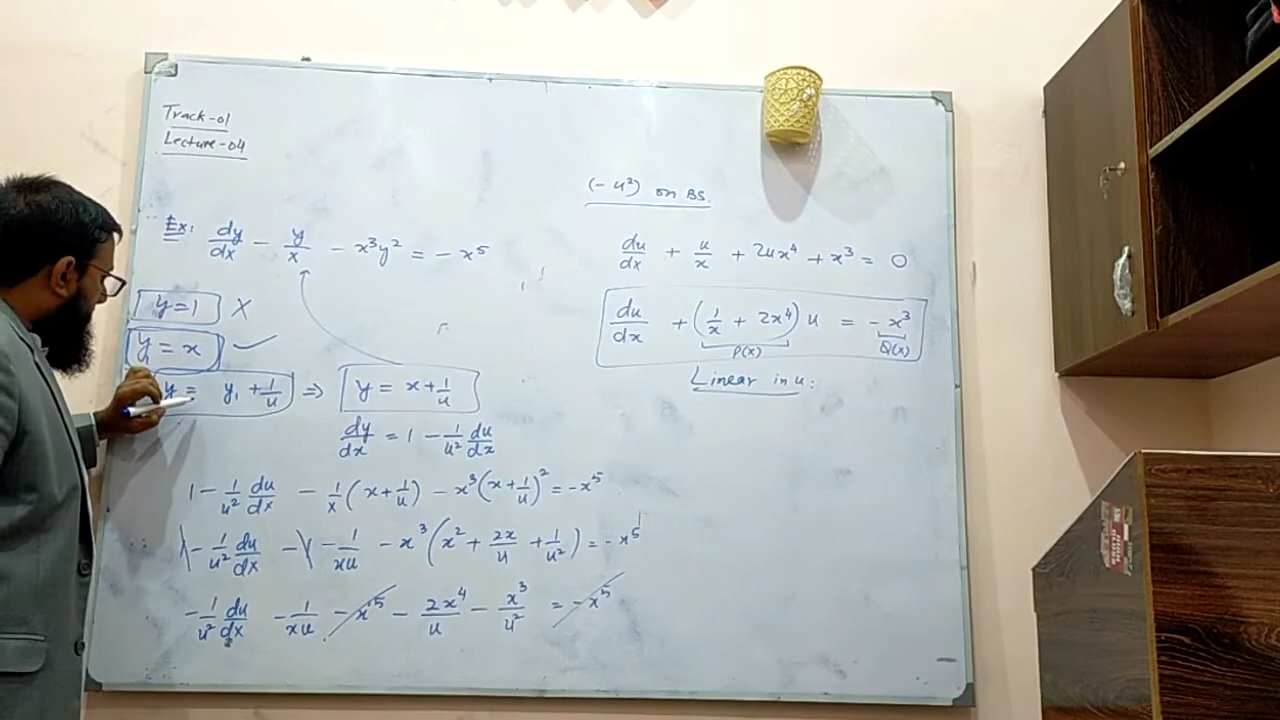 Track-01
Lecture-04
Ex: dy/dx - y/x - x³y² = -x⁵
y=1 X
y₁ = x ✓
y = y₁ + 1/u ⇒ y = x + 1/u
dy/dx = 1 - 1/u² du/dx
1 - 1/u² du/dx - 1/x (x + 1/u) - x³(x + 1/u)² = -x⁵
1 - 1/u² du/dx - 1 - 1/xu - x³(x² + 2x/u + 1/u²) = -x⁵
- 1/u² du/dx - 1/xu - x⁵ - 2x⁴/u - x³/u² = -x⁵
(-u²) on BS.
du/dx + u/x + 2ux⁴ + x³ = 0
du/dx + (1/x + 2x⁴) u = -x³
P(x) Q(x)
Linear in u: